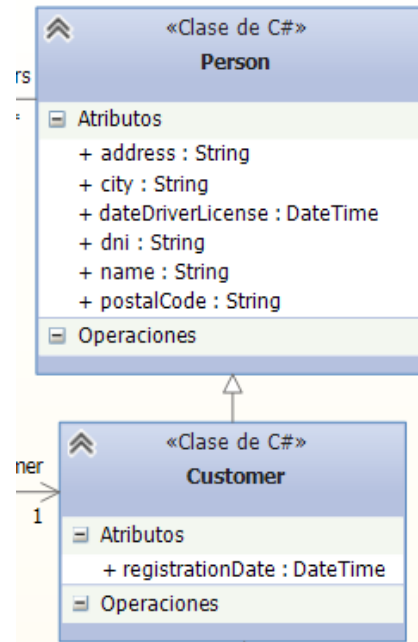 «Clase de C#»
Person
rs
*
Atributos
+ address : String
+ city : String
+ dateDriverLicense : DateTime
+ dni : String
+ name : String
+ postalCode : String
Operaciones
«Clase de C#»
Customer
mer
1
Atributos
+ registrationDate : DateTime
Operaciones